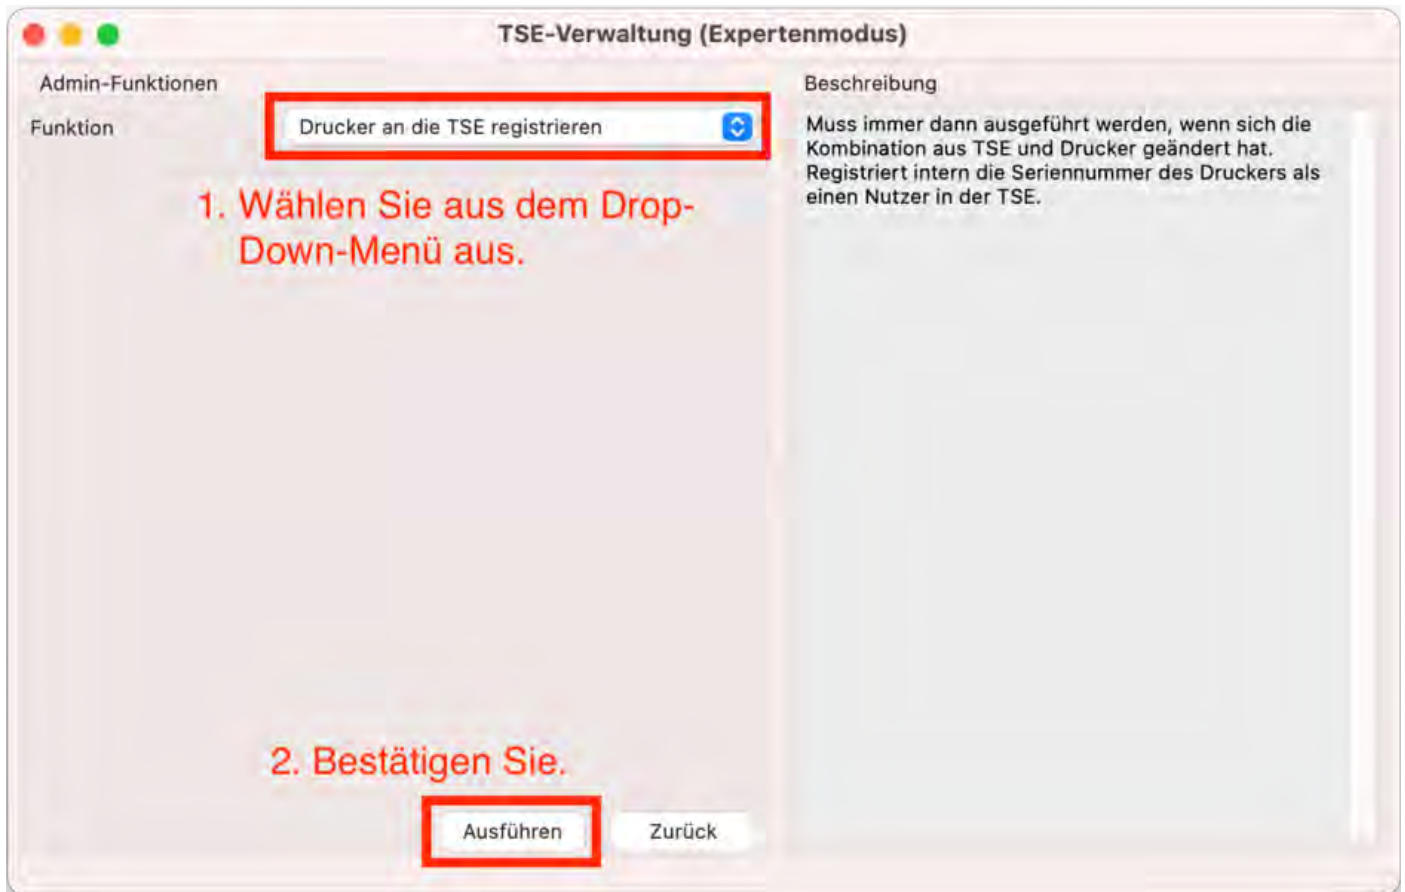 TSE-Verwaltung (Expertenmodus)
Admin-Funktionen
Funktion
Drucker an die TSE registrieren
1. Wählen Sie aus dem Drop-
Down-Menü aus.
2. Bestätigen Sie.
Ausführen
Zurück
Beschreibung
Muss immer dann ausgeführt werden, wenn sich die
Kombination aus TSE und Drucker geändert hat.
Registriert intern die Seriennummer des Druckers als
einen Nutzer in der TSE.